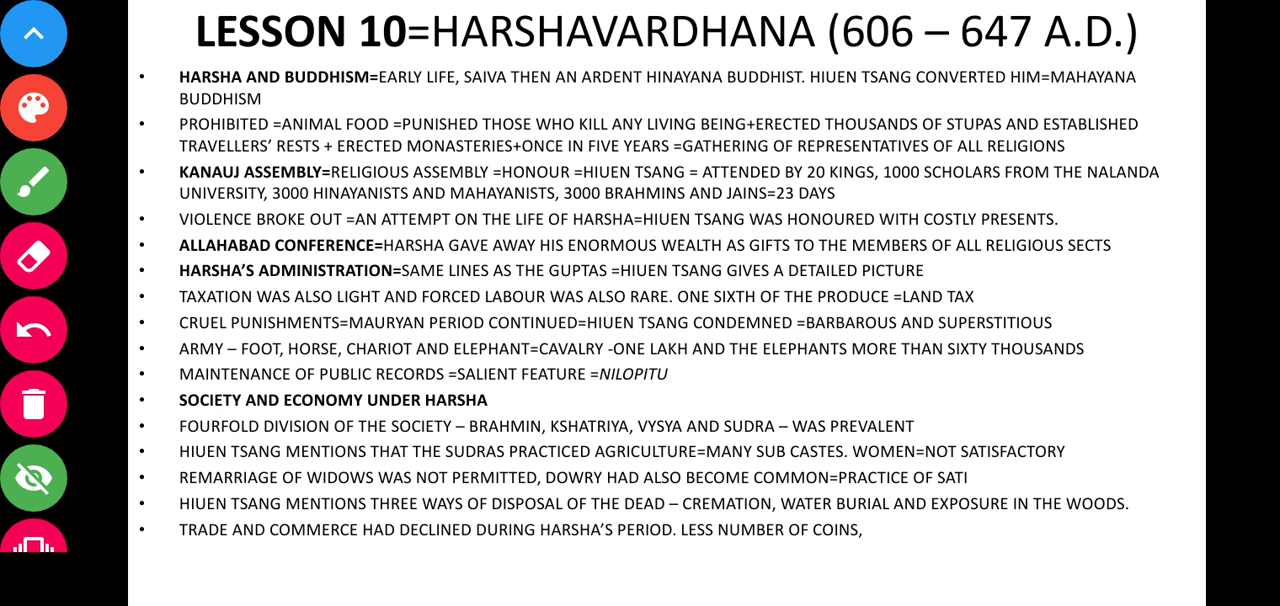 LESSON 10=HARSHAVARDHANA (606 – 647 A.D.)
• HARSHA AND BUDDHISM=EARLY LIFE, SAIVA THEN AN ARDENT HINAYANA BUDDHIST. HIUEN TSANG CONVERTED HIM=MAHAYANA
BUDDHISM
• PROHIBITED =ANIMAL FOOD =PUNISHED THOSE WHO KILL ANY LIVING BEING+ERECTED THOUSANDS OF STUPAS AND ESTABLISHED
TRAVELLERS’ RESTS + ERECTED MONASTERIES+ONCE IN FIVE YEARS =GATHERING OF REPRESENTATIVES OF ALL RELIGIONS
• KANAUJ ASSEMBLY=RELIGIOUS ASSEMBLY =HONOUR =HIUEN TSANG = ATTENDED BY 20 KINGS, 1000 SCHOLARS FROM THE NALANDA
UNIVERSITY, 3000 HINAYANISTS AND MAHAYANISTS, 3000 BRAHMINS AND JAINS=23 DAYS
• VIOLENCE BROKE OUT =AN ATTEMPT ON THE LIFE OF HARSHA=HIUEN TSANG WAS HONOURED WITH COSTLY PRESENTS.
• ALLAHABAD CONFERENCE=HARSHA GAVE AWAY HIS ENORMOUS WEALTH AS GIFTS TO THE MEMBERS OF ALL RELIGIOUS SECTS
• HARSHA’S ADMINISTRATION=SAME LINES AS THE GUPTAS =HIUEN TSANG GIVES A DETAILED PICTURE
• TAXATION WAS ALSO LIGHT AND FORCED LABOUR WAS ALSO RARE. ONE SIXTH OF THE PRODUCE =LAND TAX
• CRUEL PUNISHMENTS=MAURYAN PERIOD CONTINUED=HIUEN TSANG CONDEMNED =BARBAROUS AND SUPERSTITIOUS
• ARMY – FOOT, HORSE, CHARIOT AND ELEPHANT=CAVALRY -ONE LAKH AND THE ELEPHANTS MORE THAN SIXTY THOUSANDS
• MAINTENANCE OF PUBLIC RECORDS =SALIENT FEATURE =NILOPITU
• SOCIETY AND ECONOMY UNDER HARSHA
• FOURFOLD DIVISION OF THE SOCIETY – BRAHMIN, KSHATRIYA, VYSYA AND SUDRA – WAS PREVALENT
• HIUEN TSANG MENTIONS THAT THE SUDRAS PRACTICED AGRICULTURE=MANY SUB CASTES. WOMEN=NOT SATISFACTORY
• REMARRIAGE OF WIDOWS WAS NOT PERMITTED, DOWRY HAD ALSO BECOME COMMON=PRACTICE OF SATI
• HIUEN TSANG MENTIONS THREE WAYS OF DISPOSAL OF THE DEAD – CREMATION, WATER BURIAL AND EXPOSURE IN THE WOODS.
• TRADE AND COMMERCE HAD DECLINED DURING HARSHA’S PERIOD. LESS NUMBER OF COINS,